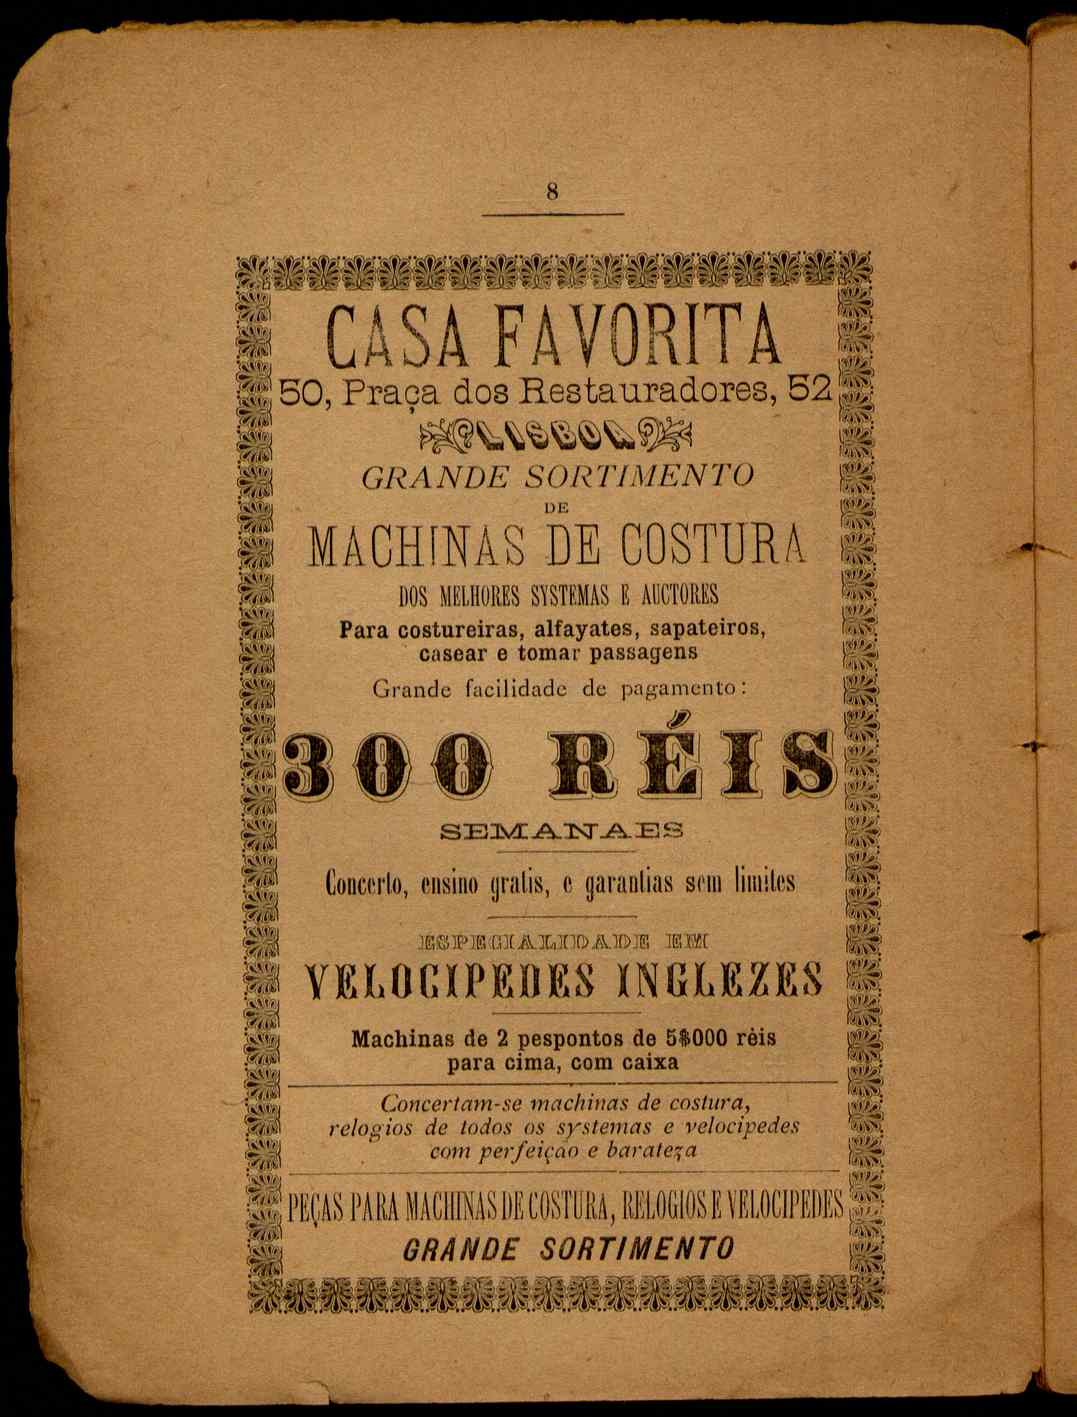 8
CASA FAVORITA
50, Praça dos Restauradores, 52
LISBOA
GRANDE SORTIMENTO
DE
MACHINAS DE COSTURA
DOS MELHORES SYSTEMAS E AUCTORES
Para costureiras, alfayates, sapateiros,
casear e tomar passagens
Grande facilidade de pagamento:
300 RÉIS
SEMANAES
Concerto, ensino gratis, e garantias sem limites
ESPECIALIDADE EM
VELOCIPEDES INGLEZES
Machinas de 2 pespontos de 5$000 rèis
para cima, com caixa
Concertam-se machinas de costura,
relogios de todos os systemas e velocipedes
com perfeição e barateza
PEÇAS PARA MACHINAS DE COSTURA, RELOGIOS E VELOCIPEDES
GRANDE SORTIMENTO